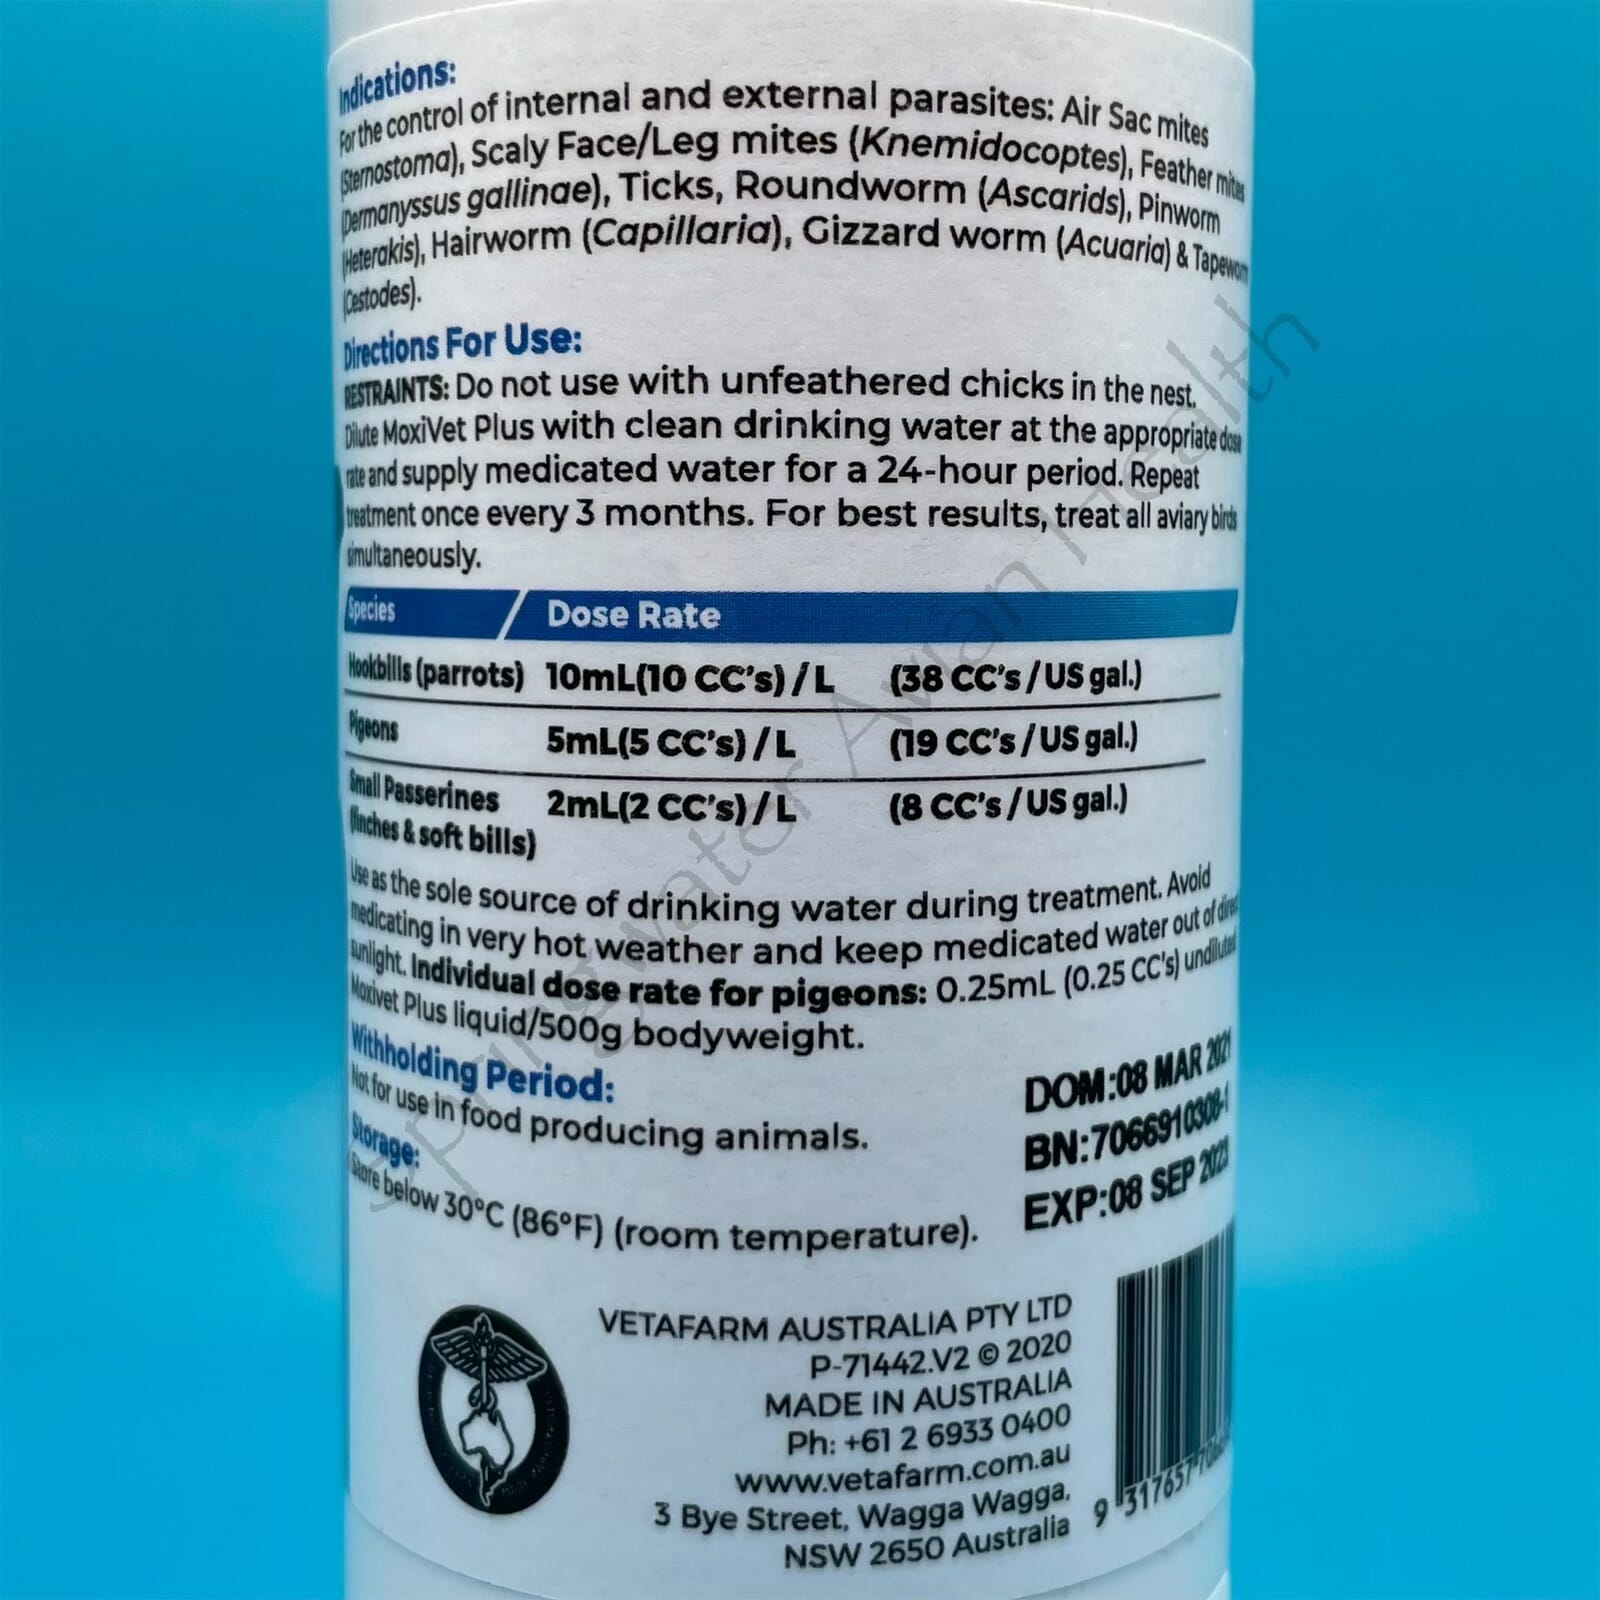 Indications:
For the control of internal and external parasites: Air Sac mites
(Sternostoma), Scaly Face/Leg mites (Knemidocoptes), Feather mites
(Dermanyssus gallinae), Ticks, Roundworm (Ascarids), Pinworm
(Heterakis), Hairworm (Capillaria), Gizzard worm (Acuaria) & Tapeworm
(Cestodes).
Directions For Use:
RESTRAINTS: Do not use with unfeathered chicks in the nest.
Dilute MoxiVet Plus with clean drinking water at the appropriate dose
rate and supply medicated water for a 24-hour period. Repeat
treatment once every 3 months. For best results, treat all aviary birds
simultaneously.
Species Dose Rate
Hookbills (parrots) 10mL(10 CC's) / L (38 CC's / US gal.)
Pigeons 5mL(5 CC's) / L (19 CC's / US gal.)
Small Passerines 2mL(2 CC's) / L (8 CC's / US gal.)
(finches & soft bills)
Use as the sole source of drinking water during treatment. Avoid
medicating in very hot weather and keep medicated water out of direct
sunlight. Individual dose rate for pigeons: 0.25mL (0.25 CC's) undiluted
Moxivet Plus liquid/500g bodyweight.
Withholding Period:
Not for use in food producing animals.
Storage:
Store below 30°C (86°F) (room temperature).
DOM:08 MAR 2021
BN:7066910308-1
EXP:08 SEP 2023
VETAFARM AUSTRALIA PTY LTD
P-71442.V2 © 2020
MADE IN AUSTRALIA
Ph: +61 2 6933 0400
www.vetafarm.com.au
3 Bye Street, Wagga Wagga,
NSW 2650 Australia
9 317657
Springwater Avian Health